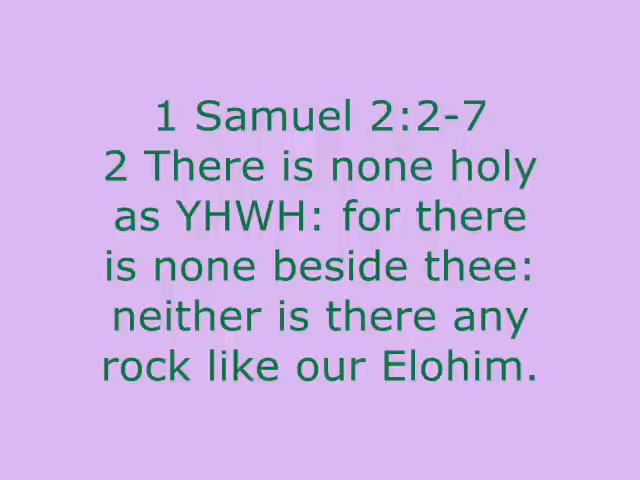 1 Samuel 2:2-7
2 There is none holy
as YHWH: for there
is none beside thee:
neither is there any
rock like our Elohim.